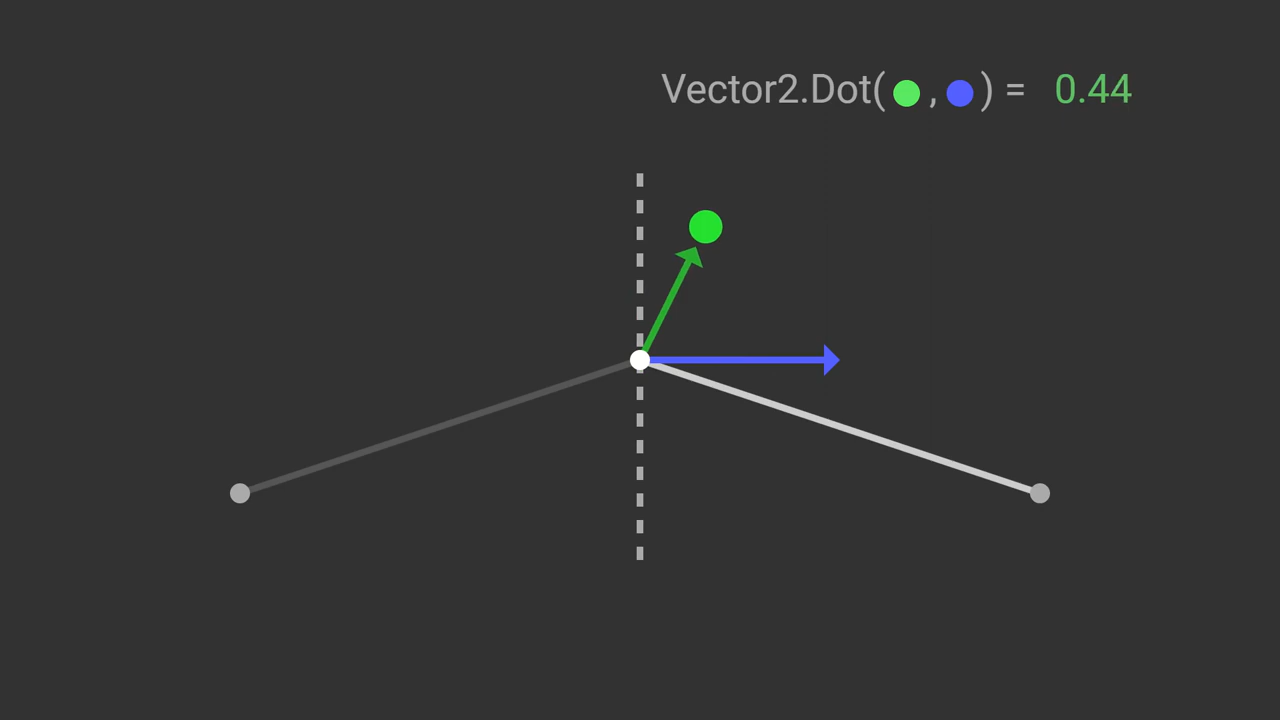 Vector2.Dot( , ) = 0.44